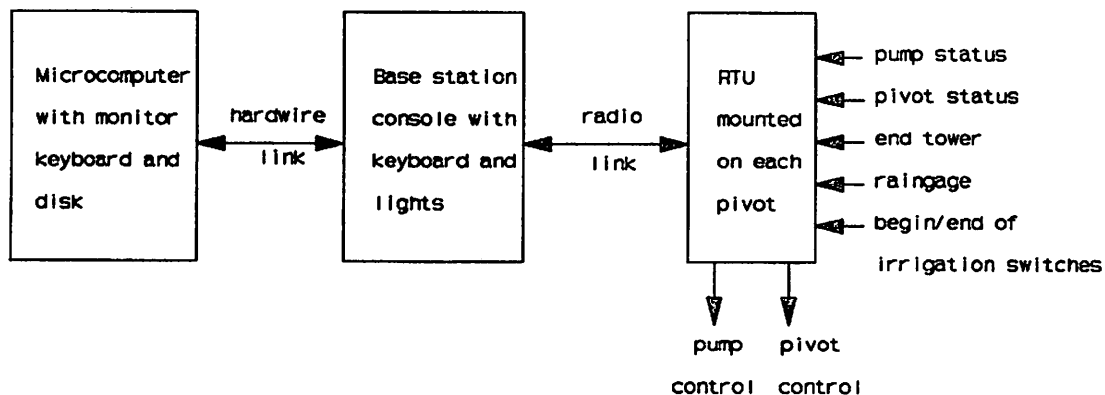 Microcomputer
with monitor
keyboard and
disk
hardwire
link
Base station
console with
keyboard and
lights
radio
link
RTU
mounted
on each
pivot
pump status
pivot status
end tower
raingage
begin/end of
irrigation switches
pump
control
pivot
control